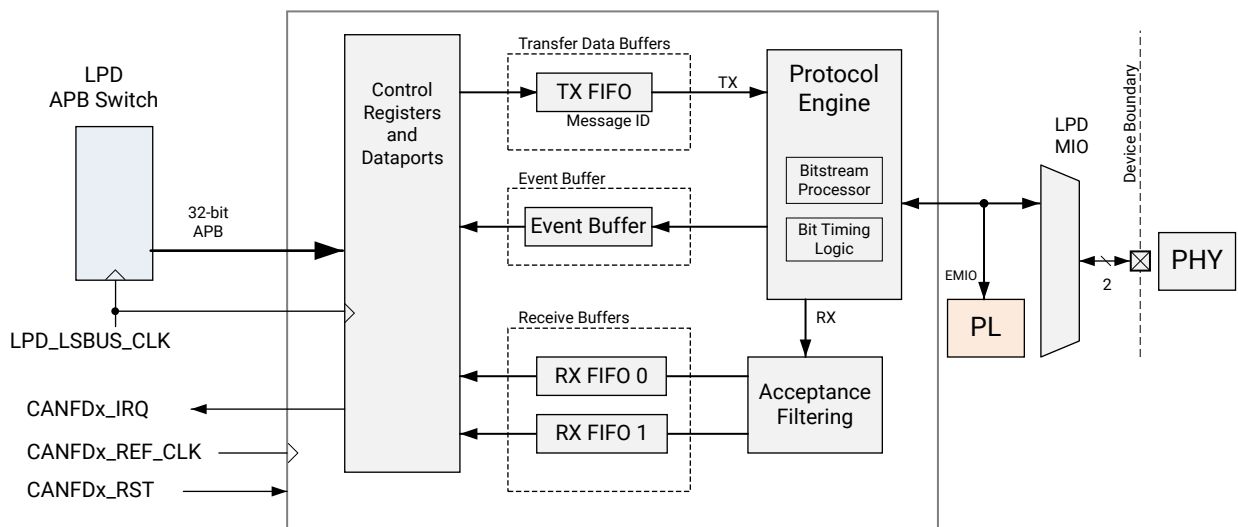 LPD
APB Switch
32-bit
APB
LPD_LSBUS_CLK
CANFDx_IRQ
CANFDx_REF_CLK
CANFDx_RST
Control
Registers
and
Dataports
Transfer Data Buffers
TX FIFO
Message ID
TX
Event Buffer
Event Buffer
Receive Buffers
RX FIFO 0
RX FIFO 1
Protocol
Engine
Bitstream
Processor
Bit Timing
Logic
RX
Acceptance
Filtering
EMIO
PL
LPD
MIO
2
Device Boundary
PHY